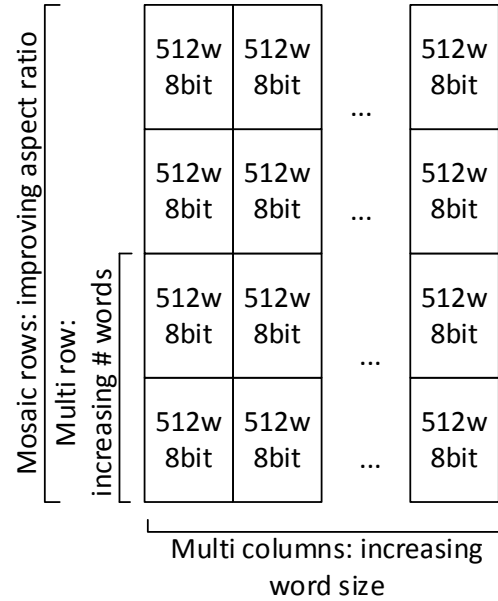 Mosaic rows: improving aspect ratio
Multi row:
increasing # words
512w 512w 512w
8bit 8bit 8bit
...
512w 512w 512w
8bit 8bit 8bit
...
512w 512w 512w
8bit 8bit 8bit
...
512w 512w 512w
8bit 8bit 8bit
...
Multi columns: increasing
word size